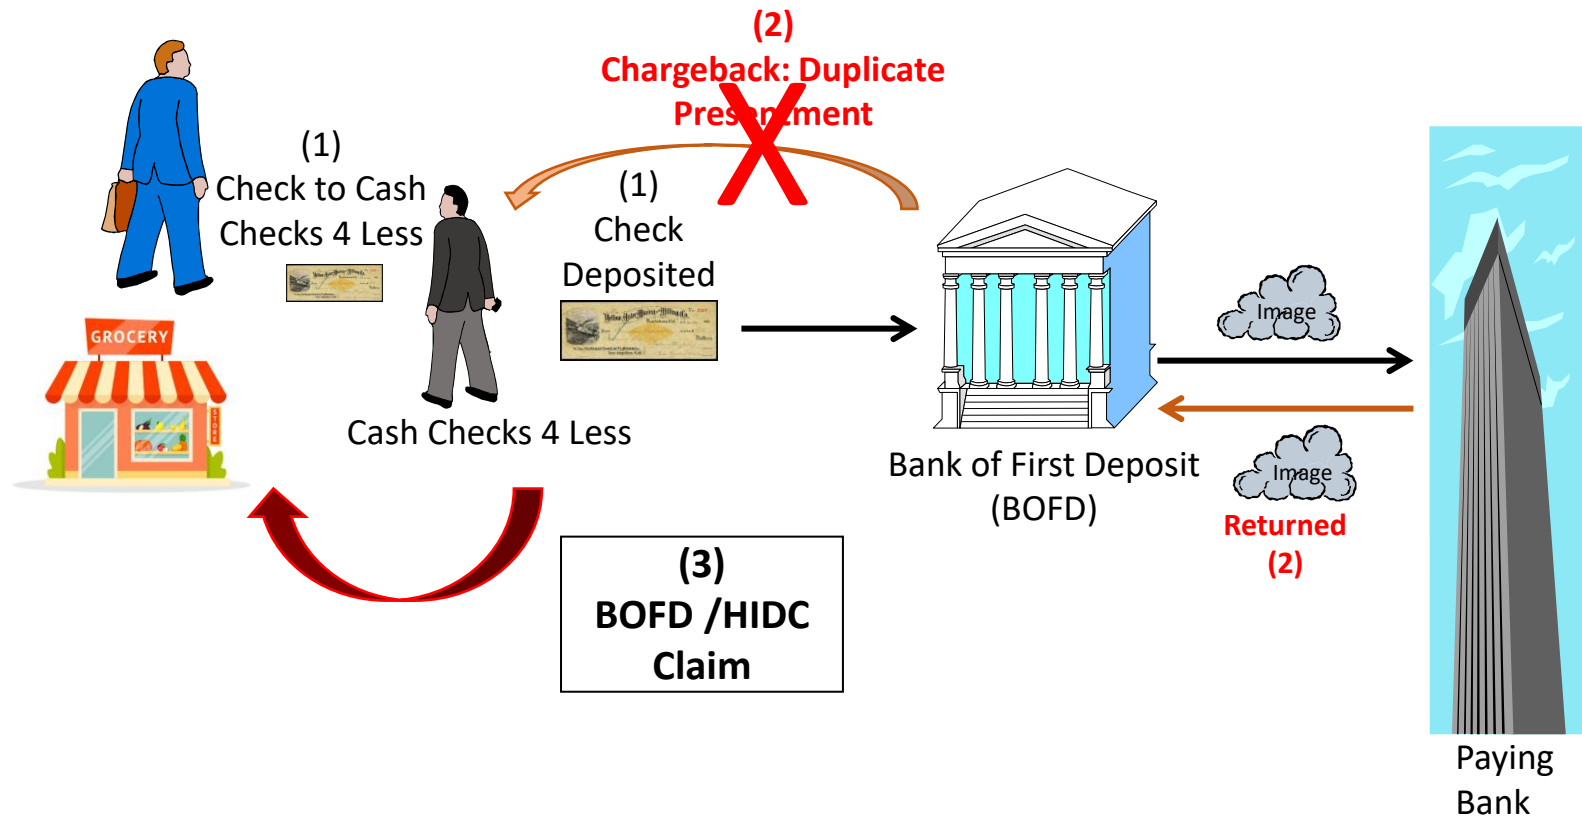 (2)
Chargeback: Duplicate
Presentment
(1)
Check to Cash
Checks 4 Less
(1)
Check
Deposited
GROCERY
STORE
Cash Checks 4 Less
Image
Bank of First Deposit
(BOFD)
Image
Returned
(2)
(3)
BOFD /HIDC
Claim
Paying
Bank